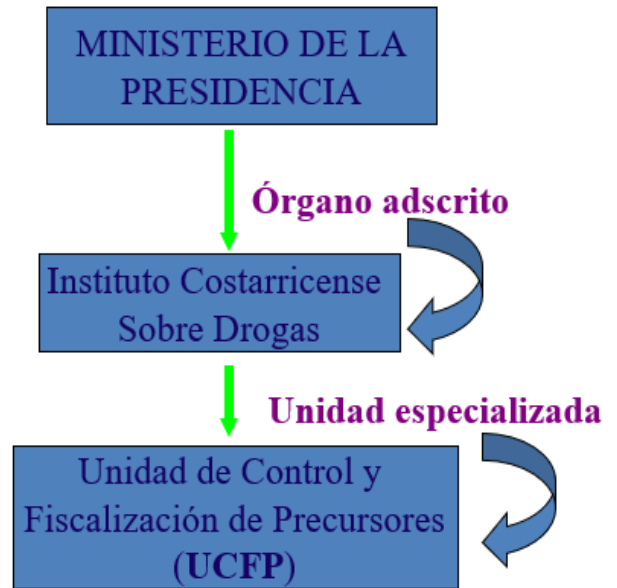 MINISTERIO DE LA
PRESIDENCIA
Órgano adscrito
Instituto Costarricense
Sobre Drogas
Unidad especializada
Unidad de Control y
Fiscalización de Precursores
(UCFP)